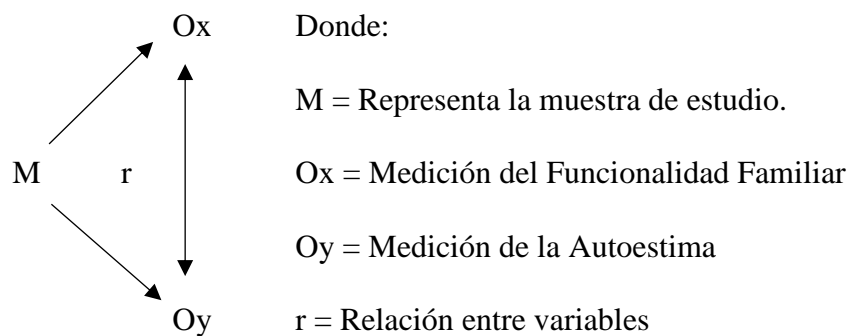 Ox Donde:
M = Representa la muestra de estudio.
M r Ox = Medición del Funcionalidad Familiar
Oy = Medición de la Autoestima
Oy r = Relación entre variables